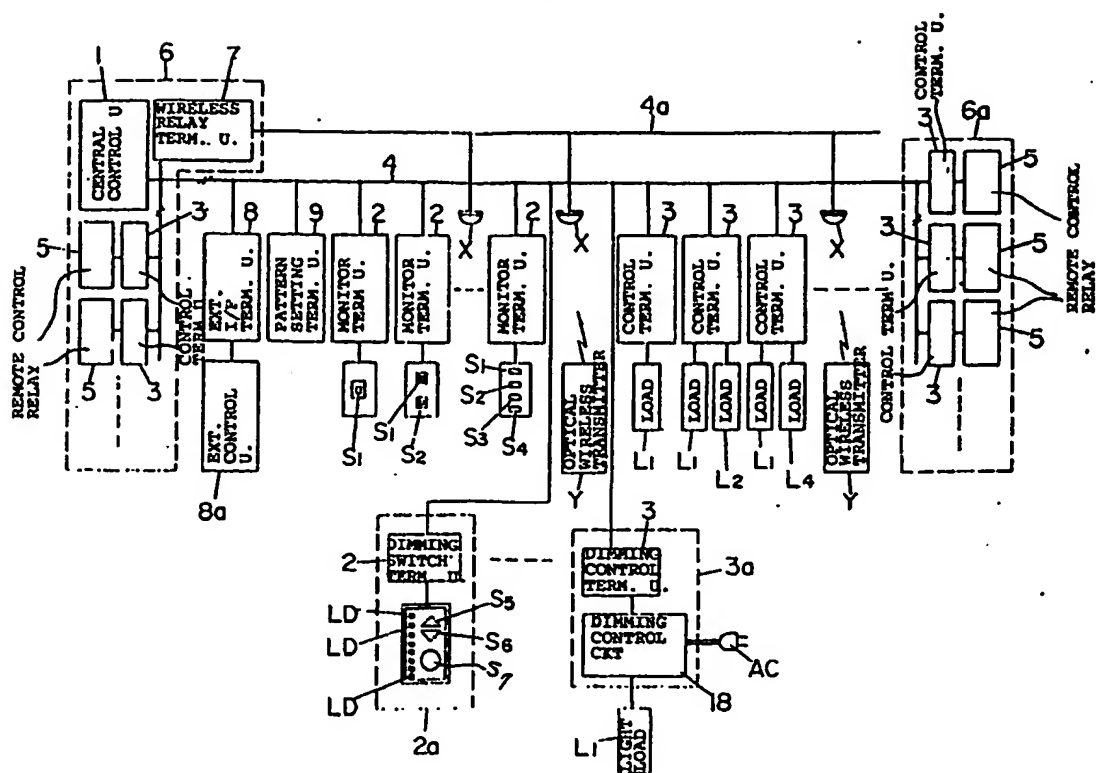 1
6
7
CENTRAL CONTROL U
WIRELESS
RELAY
TERM. U.
4a
4
CONTROL
TERM. U.
3
6a
5
REMOTE CONTROL
RELAY
5
3
5
3
CONTROL
TERM U
8
EXT.
I/F
TERM. U.
9
PATTERN
SETTING
TERM. U.
2
MONITOR
TERM. U.
2
MONITOR
TERM. U.
2
MONITOR
TERM. U.
X
X
X
3
CONTROL
TERM. U.
3
CONTROL
TERM. U.
3
CONTROL
TERM. U.
3
CONTROL TERM U.
3
5
5
REMOTE CONTROL
RELAY
EXT.
CONTROL
U.
8a
S1
S1
S2
S1
S2
S3
S4
OPTICAL
WIRELESS
TRANSMITTER
Y
LOAD
LOAD
LOAD
LOAD
LOAD
L1
L1
L2
L1
L4
OPTICAL
WIRELESS
TRANSMITTER
Y
2
DIMMING
SWITCH
TERM. U.
LD
LD
LD
S5
S6
S7
2a
3
DIMMING
CONTROL
TERM. U.
3a
DIMMING
CONTROL
CKT
AC
18
L1
LIGHT
LOAD